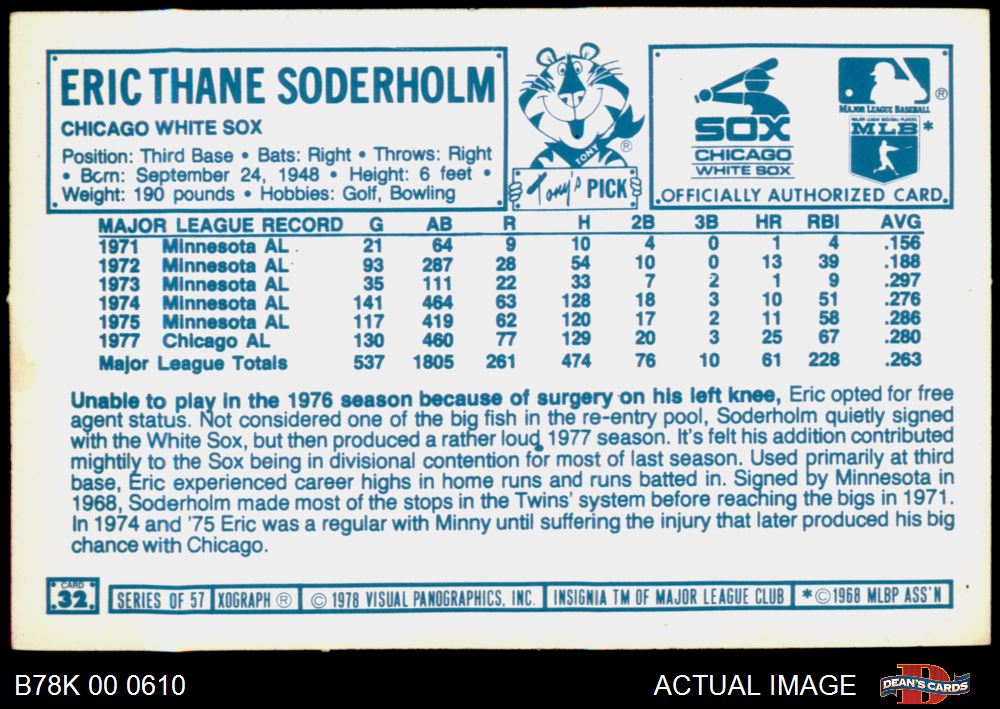 ERIC THANE SODERHOLM
CHICAGO WHITE SOX
Position: Third Base • Bats: Right • Throws: Right
• Born: September 24, 1948 • Height: 6 feet •
Weight: 190 pounds • Hobbies: Golf, Bowling
TONY
®
Tony's PICK
SOX
CHICAGO
WHITE SOX
®
MAJOR LEAGUE BASEBALL
MAJOR LEAGUE BASEBALL PLAYERS
MLB *
OFFICIALLY AUTHORIZED CARD
MAJOR LEAGUE RECORD G AB R H 2B 3B HR RBI AVG
1971 Minnesota AL 21 64 9 10 4 0 1 4 .156
1972 Minnesota AL 93 287 28 54 10 0 13 39 .188
1973 Minnesota AL 35 111 22 33 7 2 1 9 .297
1974 Minnesota AL 141 464 63 128 18 3 10 51 .276
1975 Minnesota AL 117 419 62 120 17 2 11 58 .286
1977 Chicago AL 130 460 77 129 20 3 25 67 .280
Major League Totals 537 1805 261 474 76 10 61 228 .263
Unable to play in the 1976 season because of surgery on his left knee, Eric opted for free
agent status. Not considered one of the big fish in the re-entry pool, Soderholm quietly signed
with the White Sox, but then produced a rather loud 1977 season. It's felt his addition contributed
mightily to the Sox being in divisional contention for most of last season. Used primarily at third
base, Eric experienced career highs in home runs and runs batted in. Signed by Minnesota in
1968, Soderholm made most of the stops in the Twins' system before reaching the bigs in 1971.
In 1974 and '75 Eric was a regular with Minny until suffering the injury that later produced his big
chance with Chicago.
CARD
32
SERIES OF 57 XOGRAPH ® © 1978 VISUAL PANOGRAPHICS, INC. INSIGNIA TM OF MAJOR LEAGUE CLUB * © 1968 MLBP ASS'N
B78K 00 0610 ACTUAL IMAGE DEAN'S CARDS